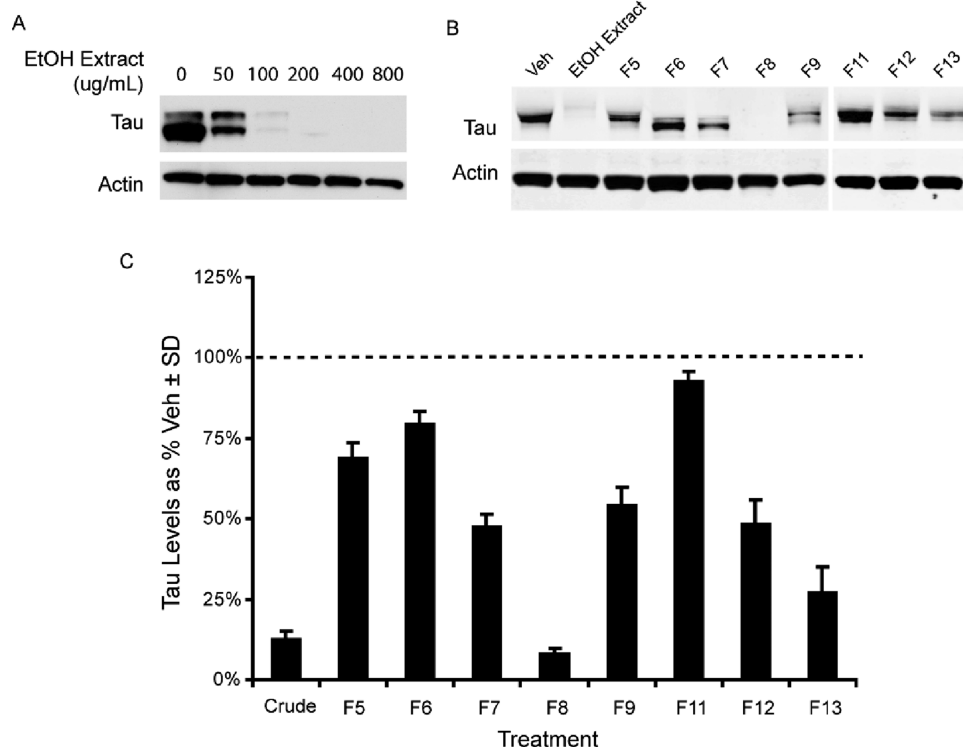 A
EtOH Extract
(ug/mL)
0 50 100 200 400 800
Tau
Actin
B
Veh EtOH Extract F5 F6 F7 F8 F9 F11 F12 F13
Tau
Actin
C
Tau Levels as % Veh ± SD
125%
100%
75%
50%
25%
0%
Crude F5 F6 F7 F8 F9 F11 F12 F13
Treatment